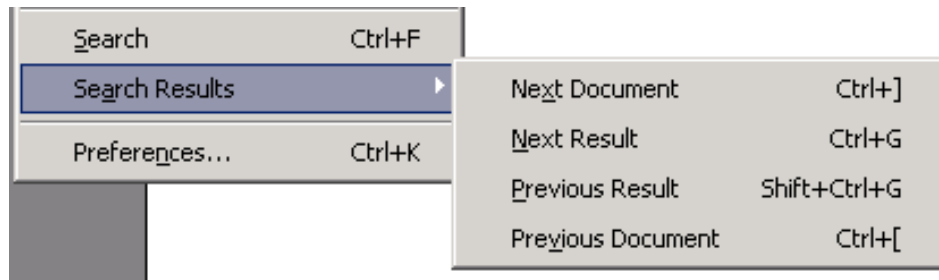 Search Ctrl+F
Search Results
Preferences... Ctrl+K
Next Document Ctrl+]
Next Result Ctrl+G
Previous Result Shift+Ctrl+G
Previous Document Ctrl+[